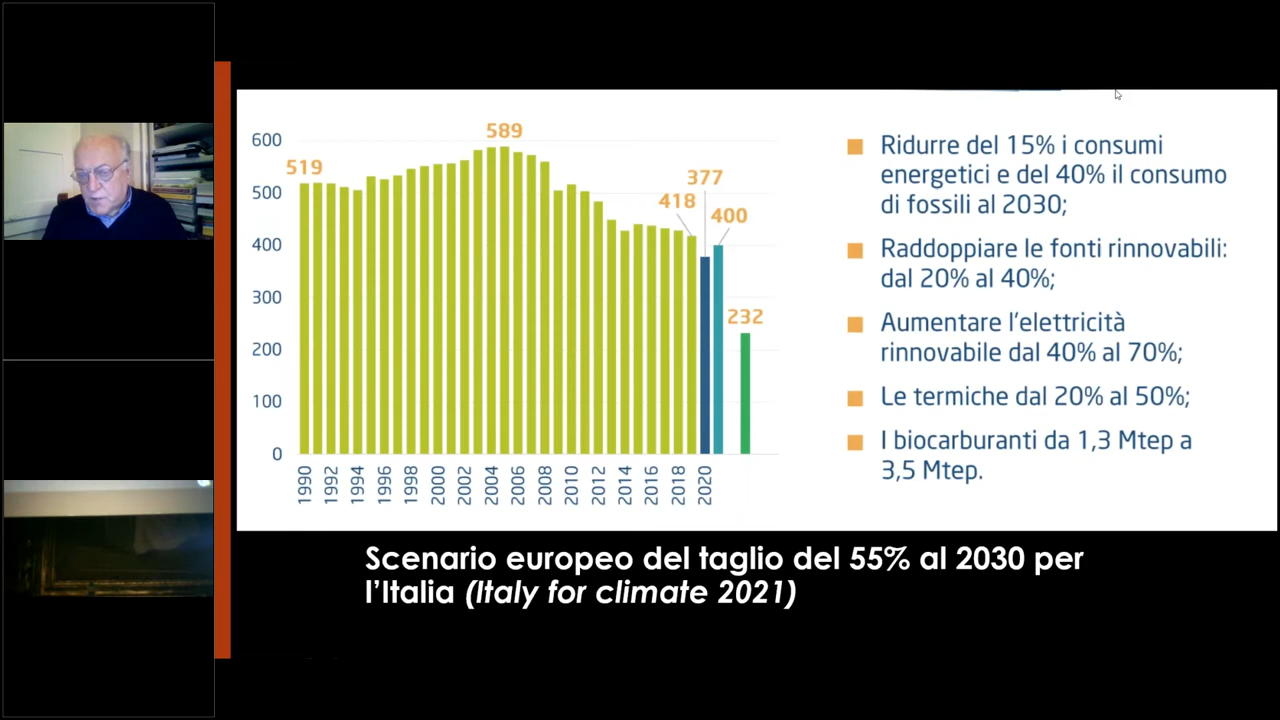 600
500
400
300
200
100
0
519
589
377
418
400
232
1990
1992
1994
1996
1998
2000
2002
2004
2006
2008
2010
2012
2014
2016
2018
2020
Ridurre del 15% i consumi
energetici e del 40% il consumo
di fossili al 2030;
Raddoppiare le fonti rinnovabili:
dal 20% al 40%;
Aumentare l'elettricità
rinnovabile dal 40% al 70%;
Le termiche dal 20% al 50%;
I biocarburanti da 1,3 Mtep a
3,5 Mtep.
Scenario europeo del taglio del 55% al 2030 per
l'Italia (Italy for climate 2021)